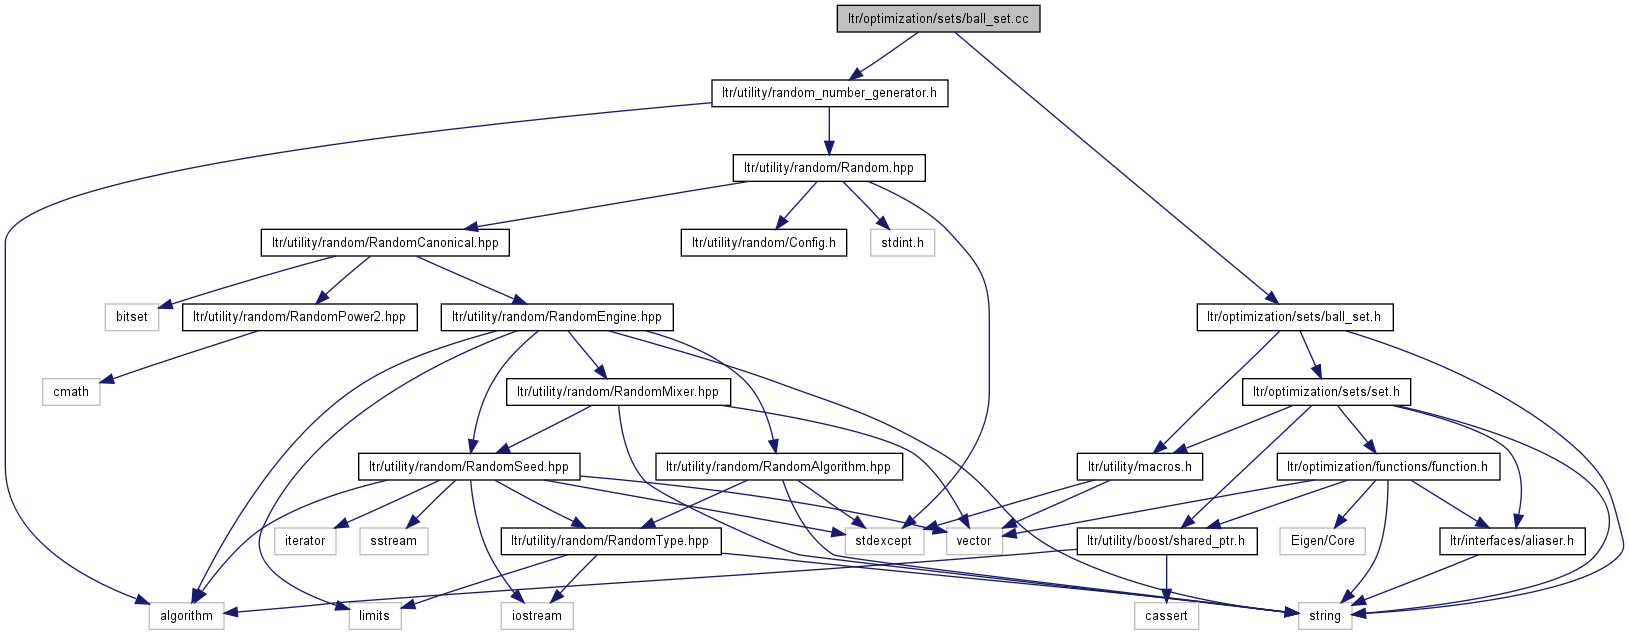 ltr/optimization/sets/ball_set.cc
ltr/utility/random_number_generator.h
ltr/utility/random/Random.hpp
ltr/utility/random/RandomCanonical.hpp
ltr/utility/random/Config.h
stdint.h
bitset
ltr/utility/random/RandomPower2.hpp
ltr/utility/random/RandomEngine.hpp
ltr/optimization/sets/ball_set.h
cmath
ltr/utility/random/RandomMixer.hpp
ltr/optimization/sets/set.h
ltr/utility/random/RandomSeed.hpp
ltr/utility/random/RandomAlgorithm.hpp
ltr/utility/macros.h
ltr/optimization/functions/function.h
iterator
sstream
ltr/utility/random/RandomType.hpp
stdexcept
vector
ltr/utility/boost/shared_ptr.h
Eigen/Core
ltr/interfaces/aliaser.h
algorithm
limits
iostream
cassert
string